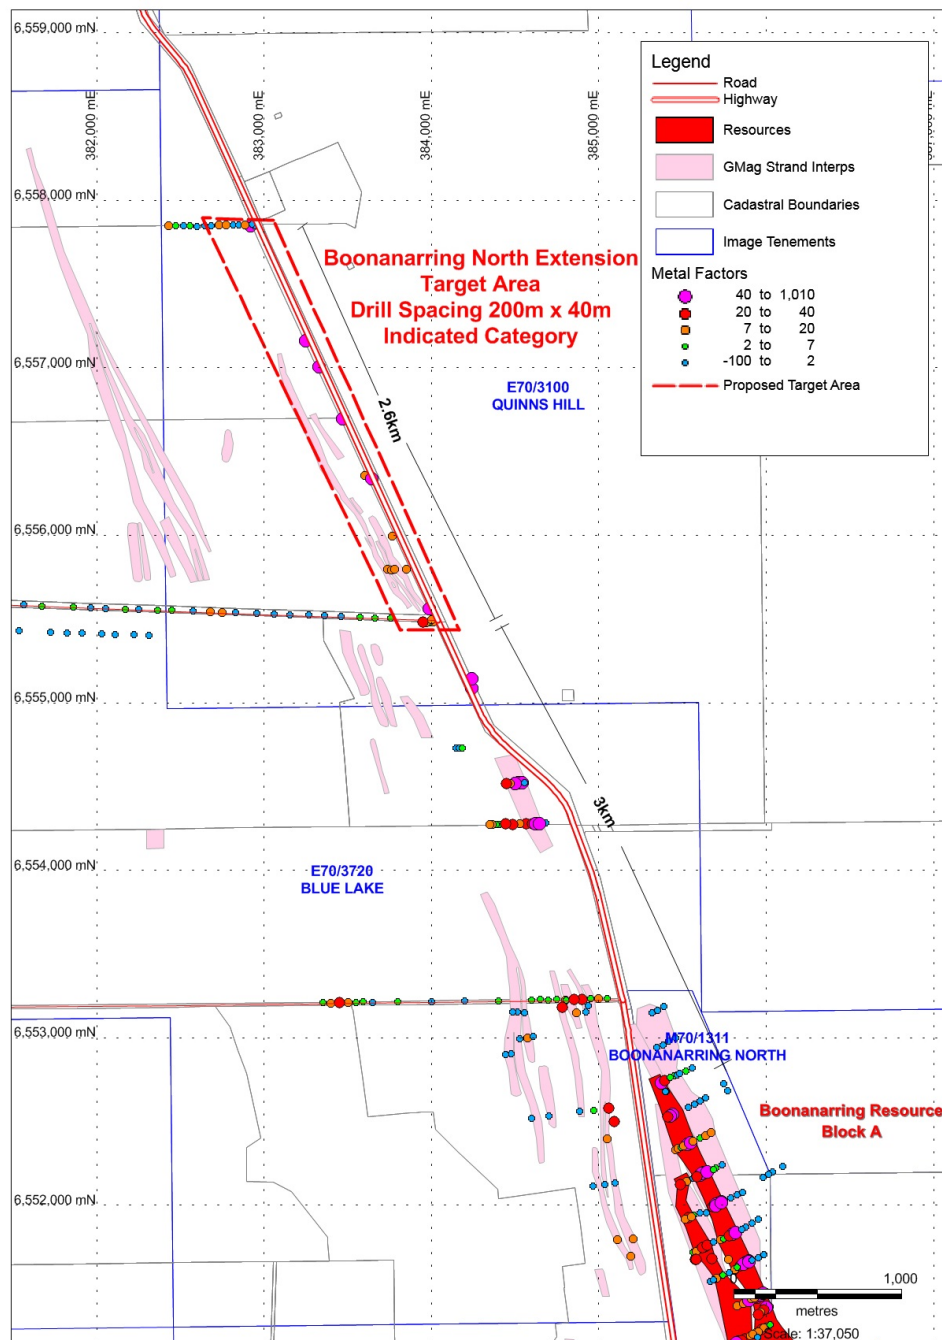 6,559,000 mN
382,000 mE
383,000 mE
384,000 mE
385,000 mE
Legend
Road
Highway
Resources
GMag Strand Interps
Cadastral Boundaries
Image Tenements
Metal Factors
40 to 1,010
20 to 40
7 to 20
2 to 7
-100 to 2
Proposed Target Area
6,558,000 mN
Boonanarring North Extension
Target Area
Drill Spacing 200m x 40m
Indicated Category
6,557,000 mN
E70/3100
QUINNS HILL
2.6km
6,556,000 mN
6,555,000 mN
3km
6,554,000 mN
E70/3720
BLUE LAKE
6,553,000 mN
M70/1311
BOONANARRING NORTH
Boonanarring Resource
Block A
6,552,000 mN
0
1,000
metres
Scale: 1:37,050